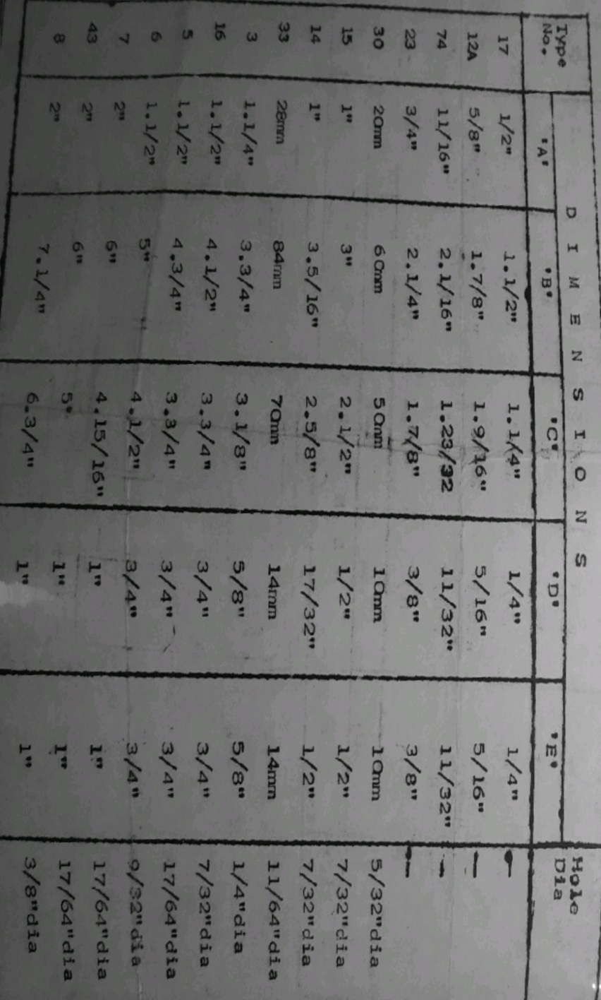 Type No. D I M E N S I O N S Hole Dia
'A' 'B' 'C' 'D' 'E'
17 1/2" 1.1/2" 1.1/4" 1/4" 1/4" -
12A 5/8" 1.7/8" 1.9/16" 5/16" 5/16" -
74 11/16" 2.1/16" 1.23/32 11/32" 11/32" -
23 3/4" 2.1/4" 1.7/8" 3/8" 3/8" -
30 20mm 60mm 50mm 10mm 10mm 5/32"dia
15 1" 3" 2.1/2" 1/2" 1/2" 7/32"dia
14 1" 3.5/16" 2.5/8" 17/32" 1/2" 7/32"dia
33 28mm 84mm 70mm 14mm 14mm 11/64"dia
3 1.1/4" 3.3/4" 3.1/8" 5/8" 5/8" 1/4"dia
16 1.1/2" 4.1/2" 3.3/4" 3/4" 3/4" 7/32"dia
5 1.1/2" 4.3/4" 3.3/4" 3/4" 3/4" 17/64"dia
6 1.1/2" 5" 4.1/2" 3/4" 3/4" 9/32"dia
7 2" 6" 4.15/16" 1" 1" 17/64"dia
43 2" 6" 5" 1" 1" 17/64"dia
8 2" 7.1/4" 6.3/4" 1" 1" 3/8"dia